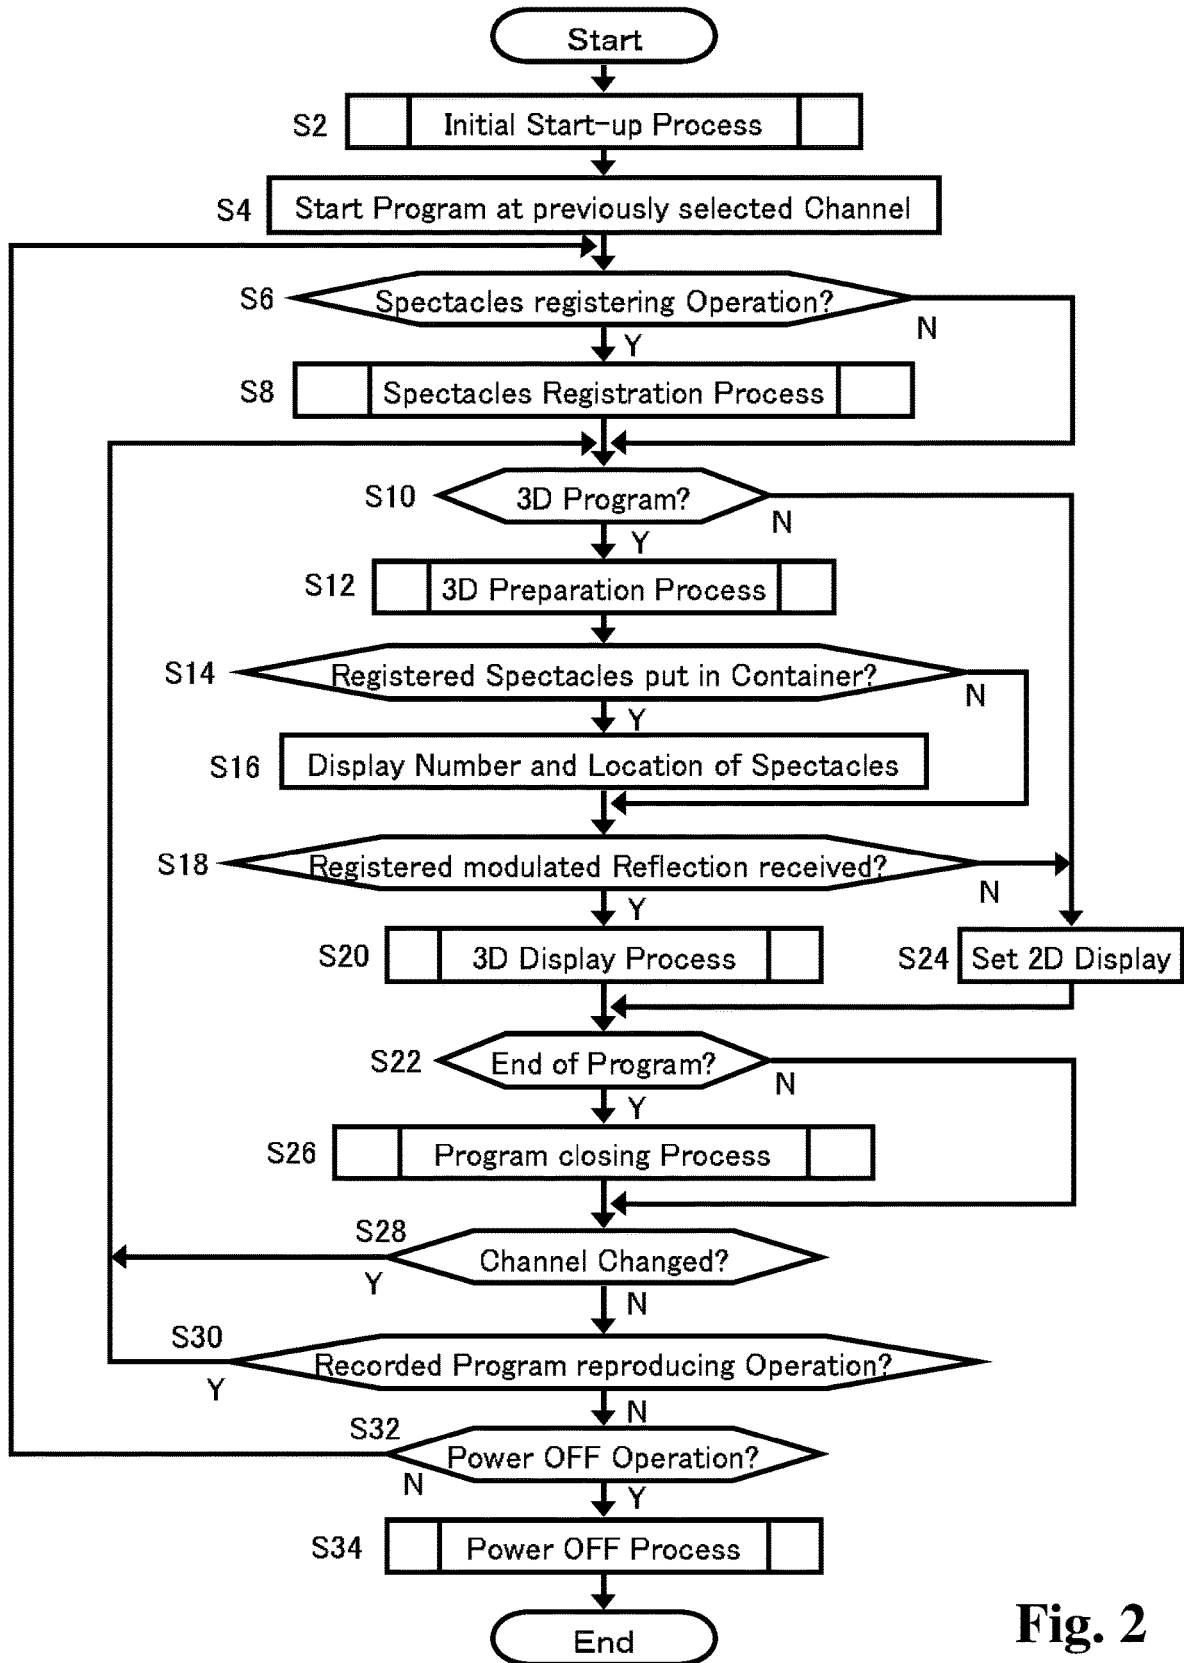 Start
S2 Initial Start-up Process
S4 Start Program at previously selected Channel
S6 Spectacles registering Operation?
N
Y
S8 Spectacles Registration Process
S10 3D Program?
N
Y
S12 3D Preparation Process
S14 Registered Spectacles put in Container?
N
Y
S16 Display Number and Location of Spectacles
S18 Registered modulated Reflection received?
N
Y
S20 3D Display Process
S24 Set 2D Display
S22 End of Program?
N
Y
S26 Program closing Process
S28 Channel Changed?
Y
N
S30 Recorded Program reproducing Operation?
Y
N
S32 Power OFF Operation?
N
Y
S34 Power OFF Process
End
Fig. 2